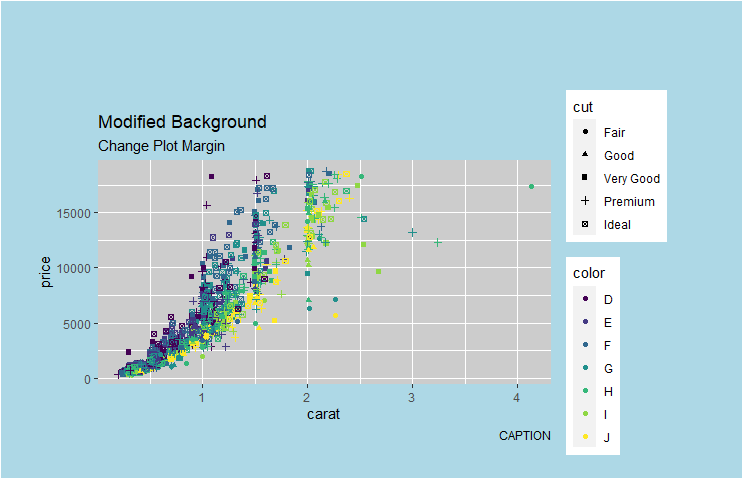 Modified Background
Change Plot Margin
price
15000
10000
5000
0
1 2 3 4
carat
CAPTION
cut
Fair
Good
Very Good
Premium
Ideal
color
D
E
F
G
H
I
J